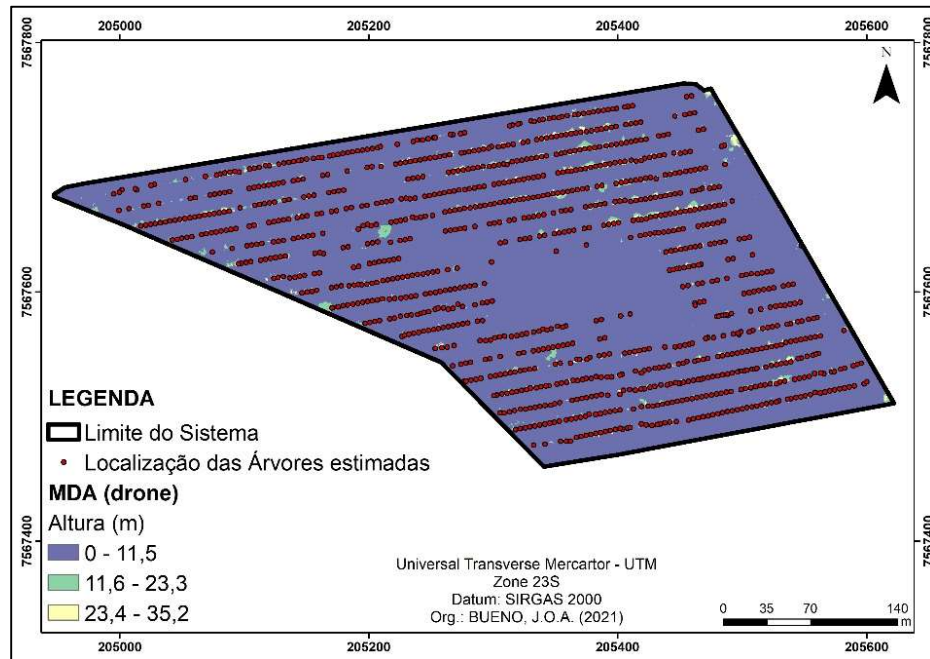 205000 205200 205400 205600
7567800 7567800
N
7567600 7567600
LEGENDA
Limite do Sistema
Localização das Árvores estimadas
MDA (drone)
Altura (m)
0 - 11,5
11,6 - 23,3
23,4 - 35,2
7567400 7567400
Universal Transverse Mercartor - UTM
Zone 23S
Datum: SIRGAS 2000
Org.: BUENO, J.O.A. (2021)
0 35 70 140
m
205000 205200 205400 205600